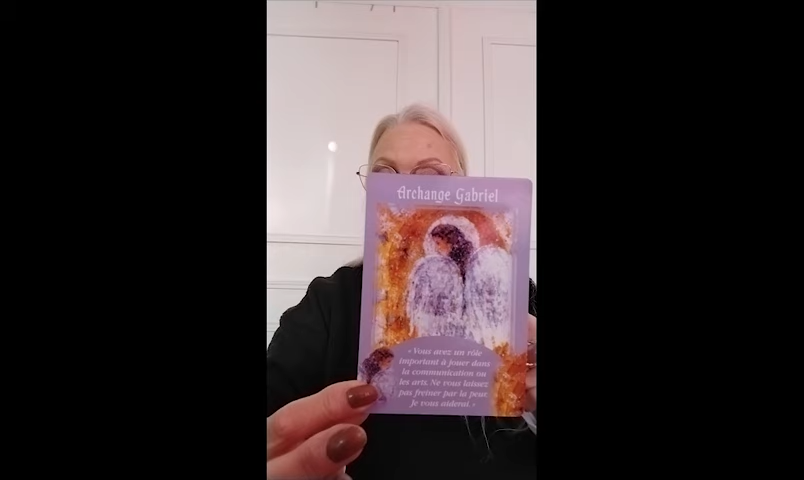 Archange Gabriel
« Vous avez un rôle
important à jouer dans
la communication ou
les arts. Ne vous laissez
pas freiner par la peur.
Je vous aiderai. »